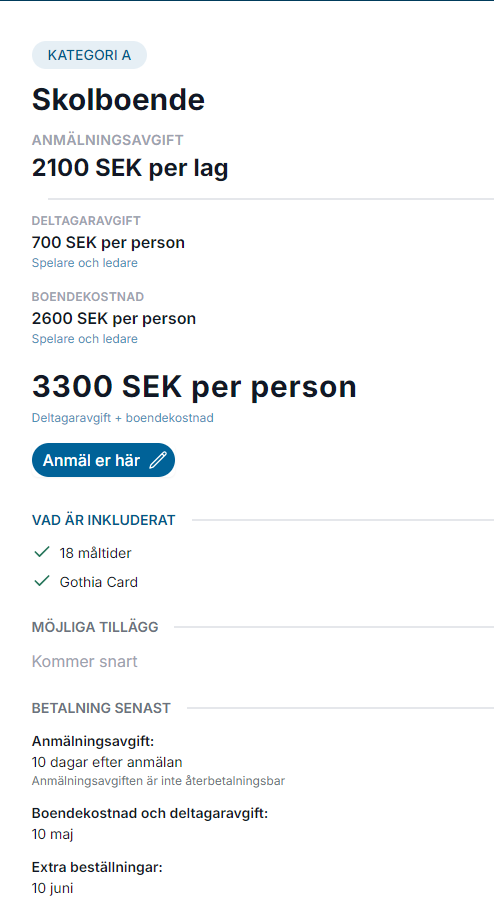 KATEGORI A
Skolboende
ANMÄLNINGSAVGIFT
2100 SEK per lag
DELTAGARAVGIFT
700 SEK per person
Spelare och ledare
BOENDEKOSTNAD
2600 SEK per person
Spelare och ledare
3300 SEK per person
Deltagaravgift + boendekostnad
Anmäl er här
VAD ÄR INKLUDERAT
18 måltider
Gothia Card
MÖJLIGA TILLÄGG
Kommer snart
BETALNING SENAST
Anmälningsavgift:
10 dagar efter anmälan
Anmälningsavgiften är inte återbetalningsbar
Boendekostnad och deltagaravgift:
10 maj
Extra beställningar:
10 juni